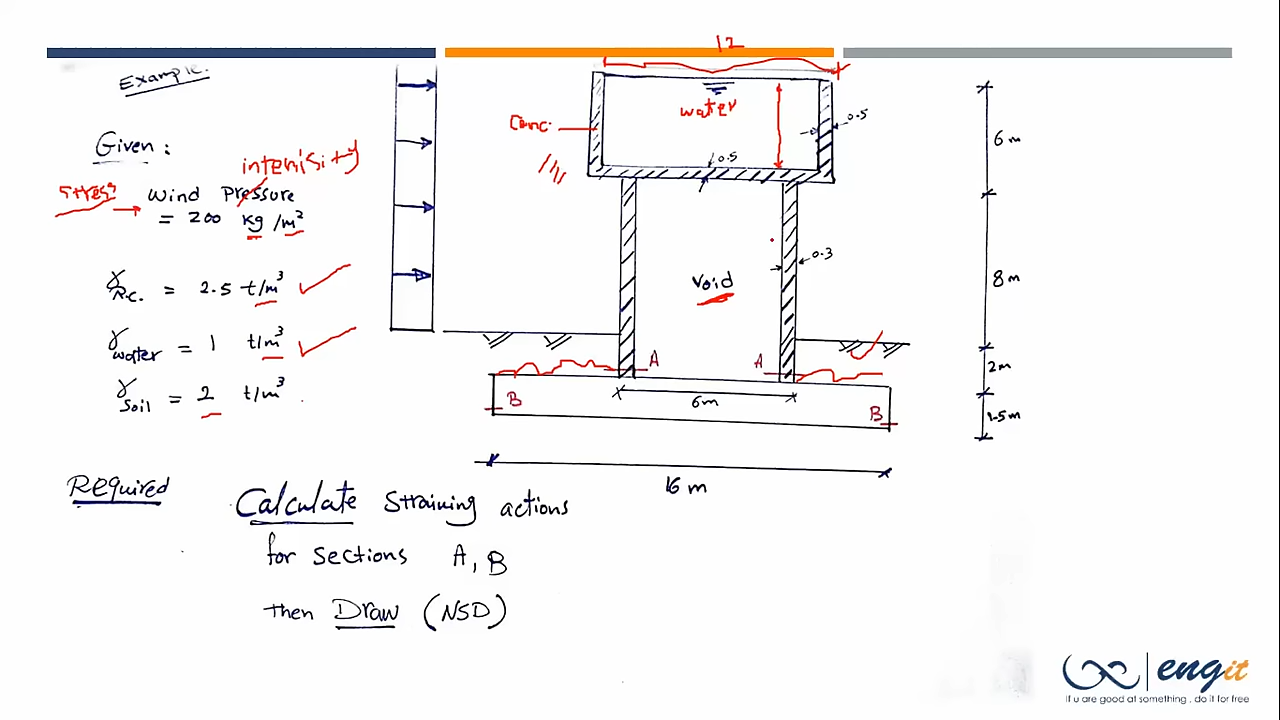 Example.
12
Given:
intensity
Stress
Wind Pressure
= 200 kg/m²
γR.C. = 2.5 t/m³
γwater = 1 t/m³
γSoil = 2 t/m³
Conc.
water
0.5
0.5
6m
void
0.3
8m
A
A
2m
B
6m
B
1.5m
16 m
Required
Calculate Straining actions
for Sections A, B
then Draw (NSD)
engit
if u are good at something , do it for free